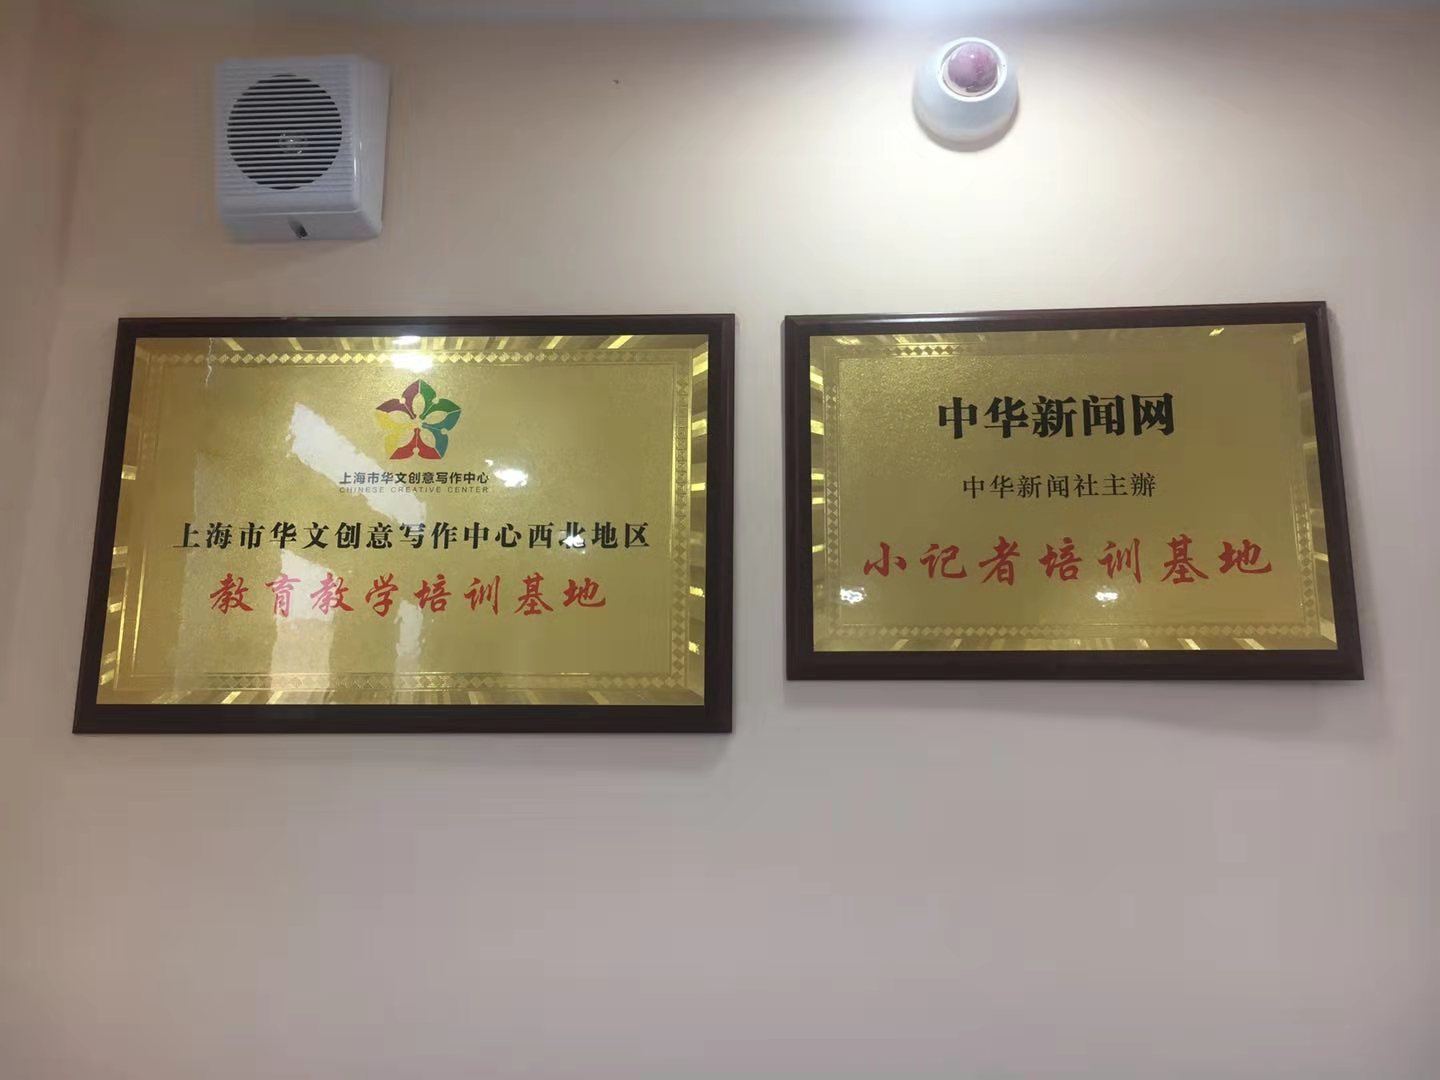 上海市华文创意写作中心
CHINESE CREATIVE CENTER
上海市华文创意写作中心西北地区
教育教学培训基地
中华新闻网
中华新闻社主辦
小记者培训基地